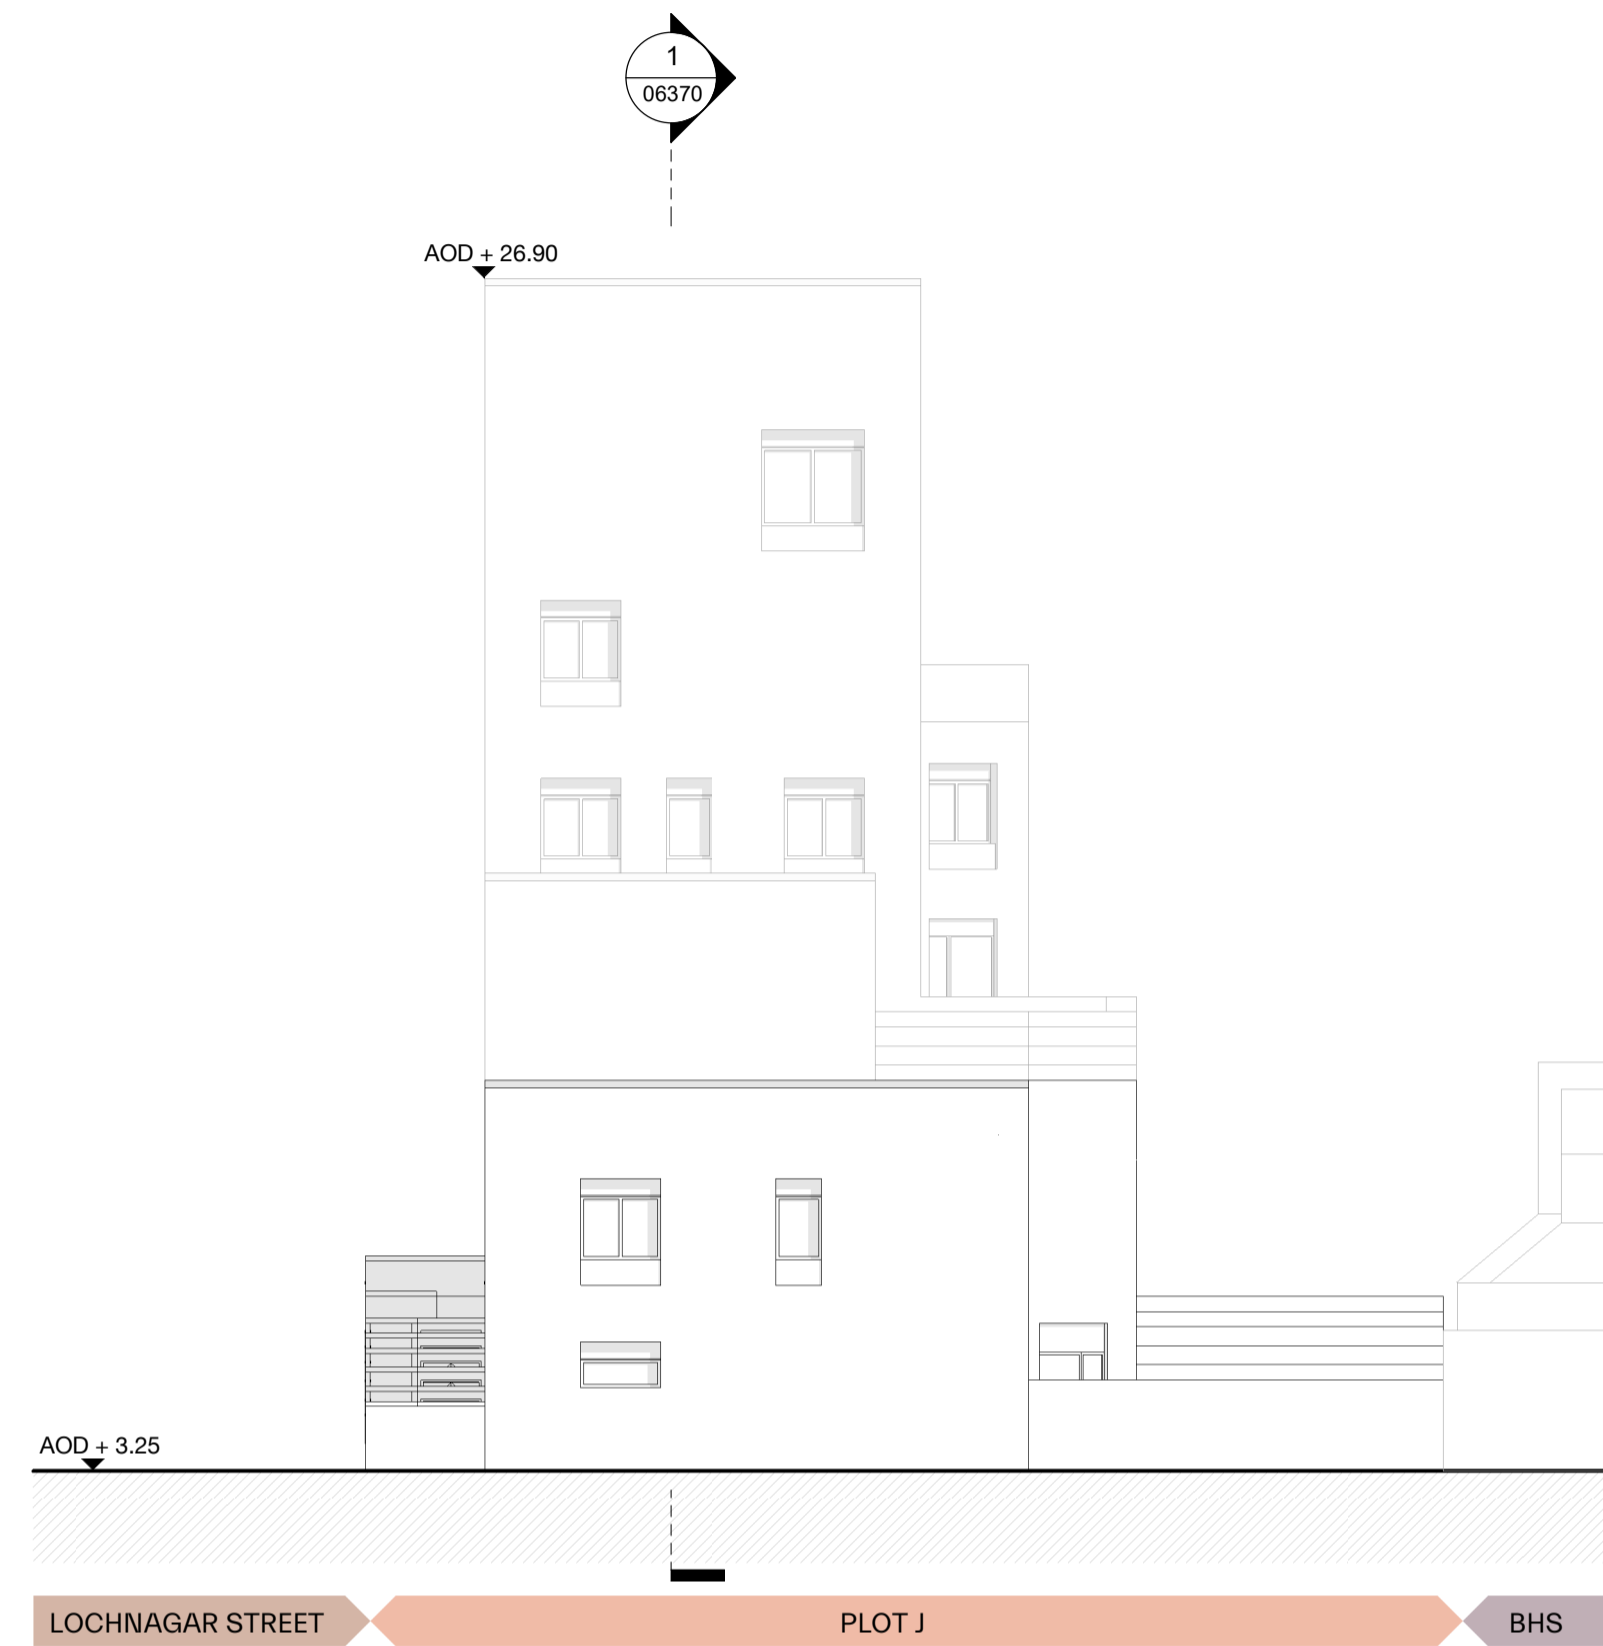 1
06370
AOD + 26.90
AOD + 3.25
LOCHNAGAR STREET
PLOT J
BHS